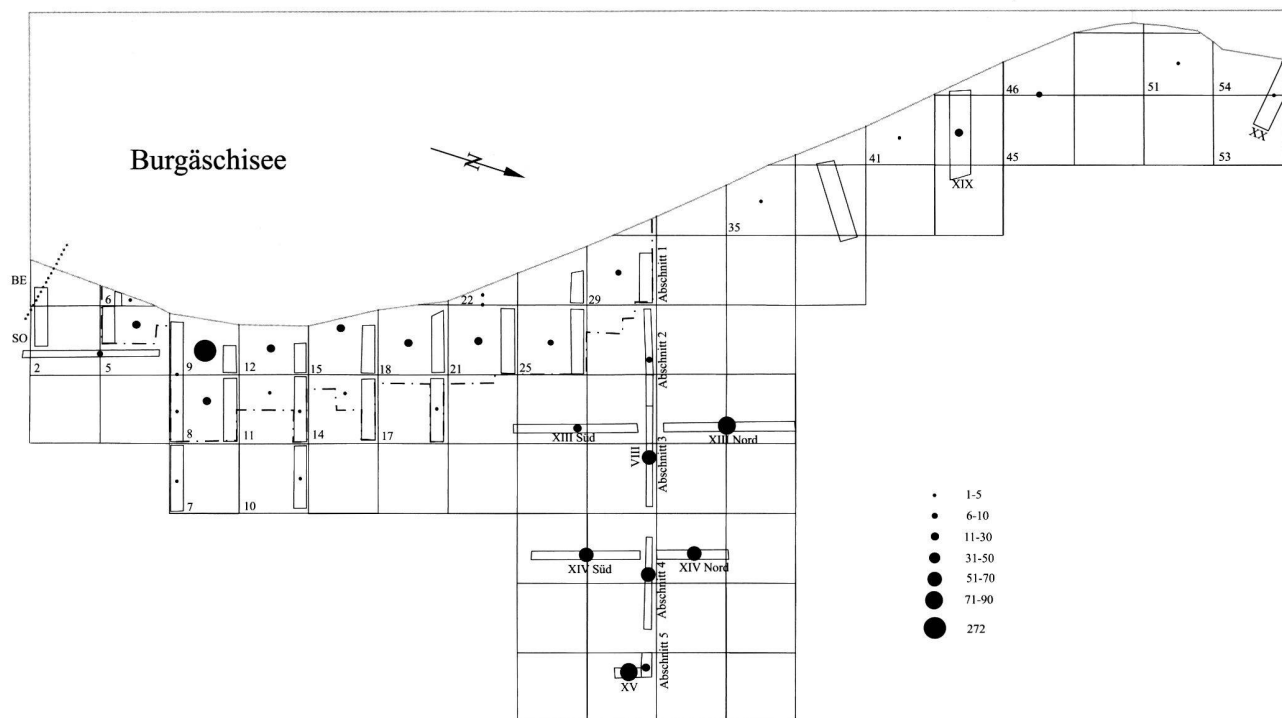 Burgäschisee
N
46
51
54
41
XIX
45
53
XX
35
BE
6
22
29
Abschnitt 1
SO
2
5
9
12
15
18
21
25
Abschnitt 2
8
11
14
17
XIII Süd
XIII Nord
VIII
Abschnitt 3
7
10
XIV Süd
XIV Nord
Abschnitt 4
Abschnitt 5
XV
1-5
6-10
11-30
31-50
51-70
71-90
272